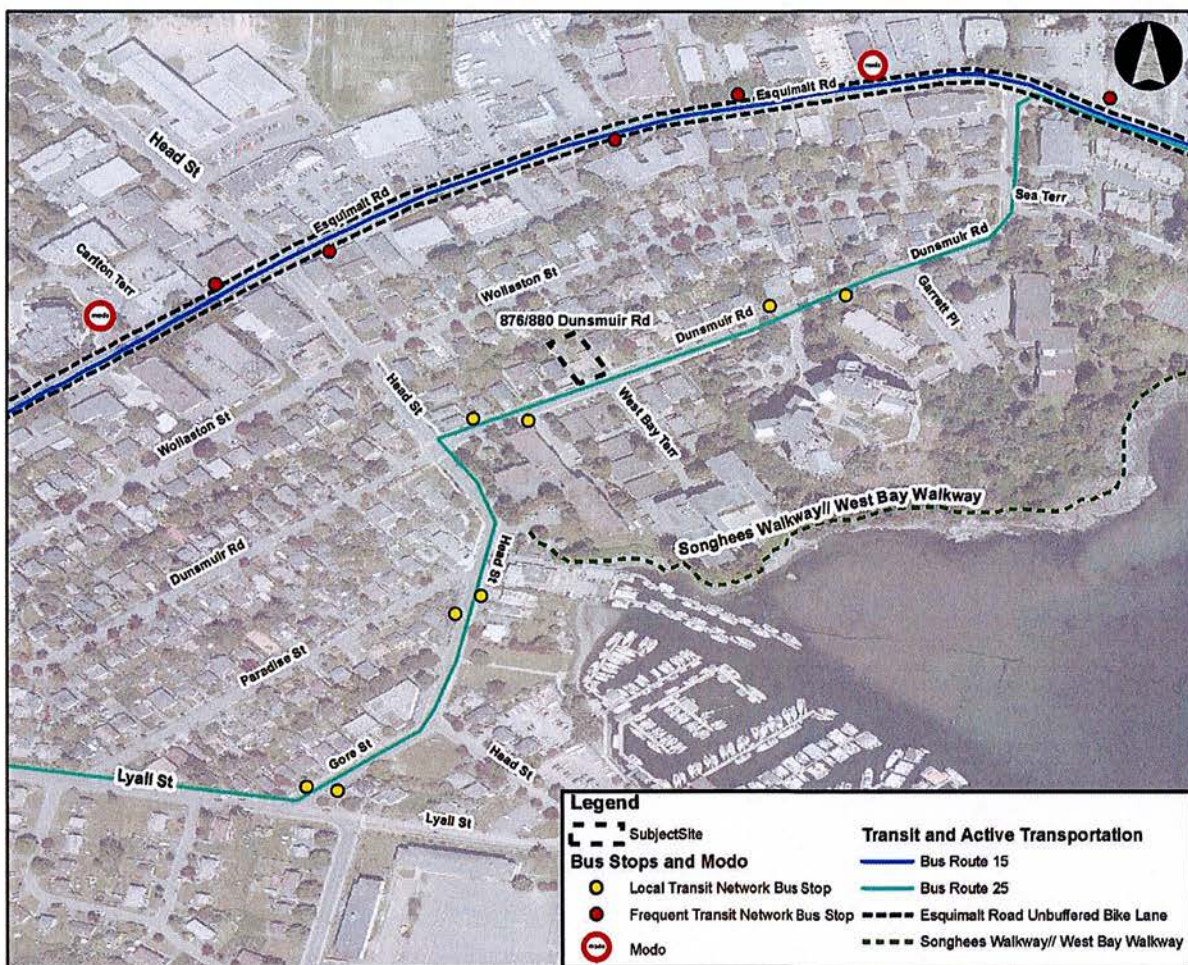 modo
Esquimalt Rd
Head St
Esquimalt Rd
Sea Terr
Carlton Terr
Dunsmuir Rd
Wollaston St
Garrett Pl
modo
876/880 Dunsmuir Rd
Dunsmuir Rd
Head St
West Bay Terr
Wollaston St
Songhees Walkway// West Bay Walkway
Head St
Dunsmuir Rd
Paradise St
Gore St
Head St
Lyall St
Lyall St
Legend
SubjectSite
Bus Stops and Modo
Local Transit Network Bus Stop
Frequent Transit Network Bus Stop
modo
Modo
Transit and Active Transportation
Bus Route 15
Bus Route 25
Esquimalt Road Unbuffered Bike Lane
Songhees Walkway// West Bay Walkway